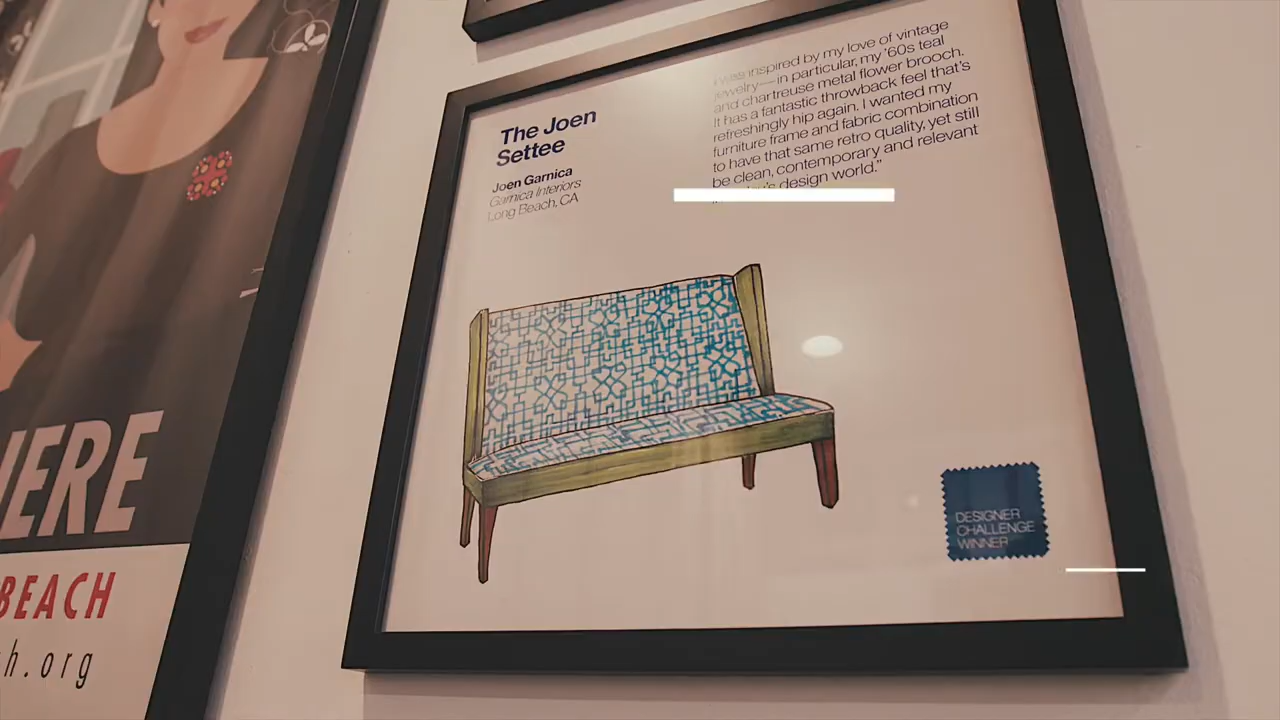 The Joen
Settee
Joen Garnica
Garnica Interiors
Long Beach, CA
inspired by my love of vintage
jewelry—in particular, my ‘60s teal
and chartreuse metal flower brooch.
It has a fantastic throwback feel that's
refreshingly hip again. I wanted my
furniture frame and fabric combination
to have that same retro quality, yet still
be clean, contemporary and relevant
design world.”
DESIGNER
CHALLENGE
WINNER
ERE
BEACH
h.org